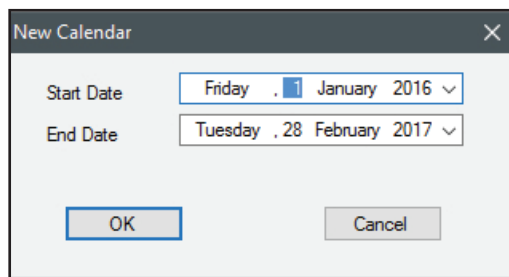 New Calendar
Start Date Friday , 1 January 2016
End Date Tuesday , 28 February 2017
OK Cancel